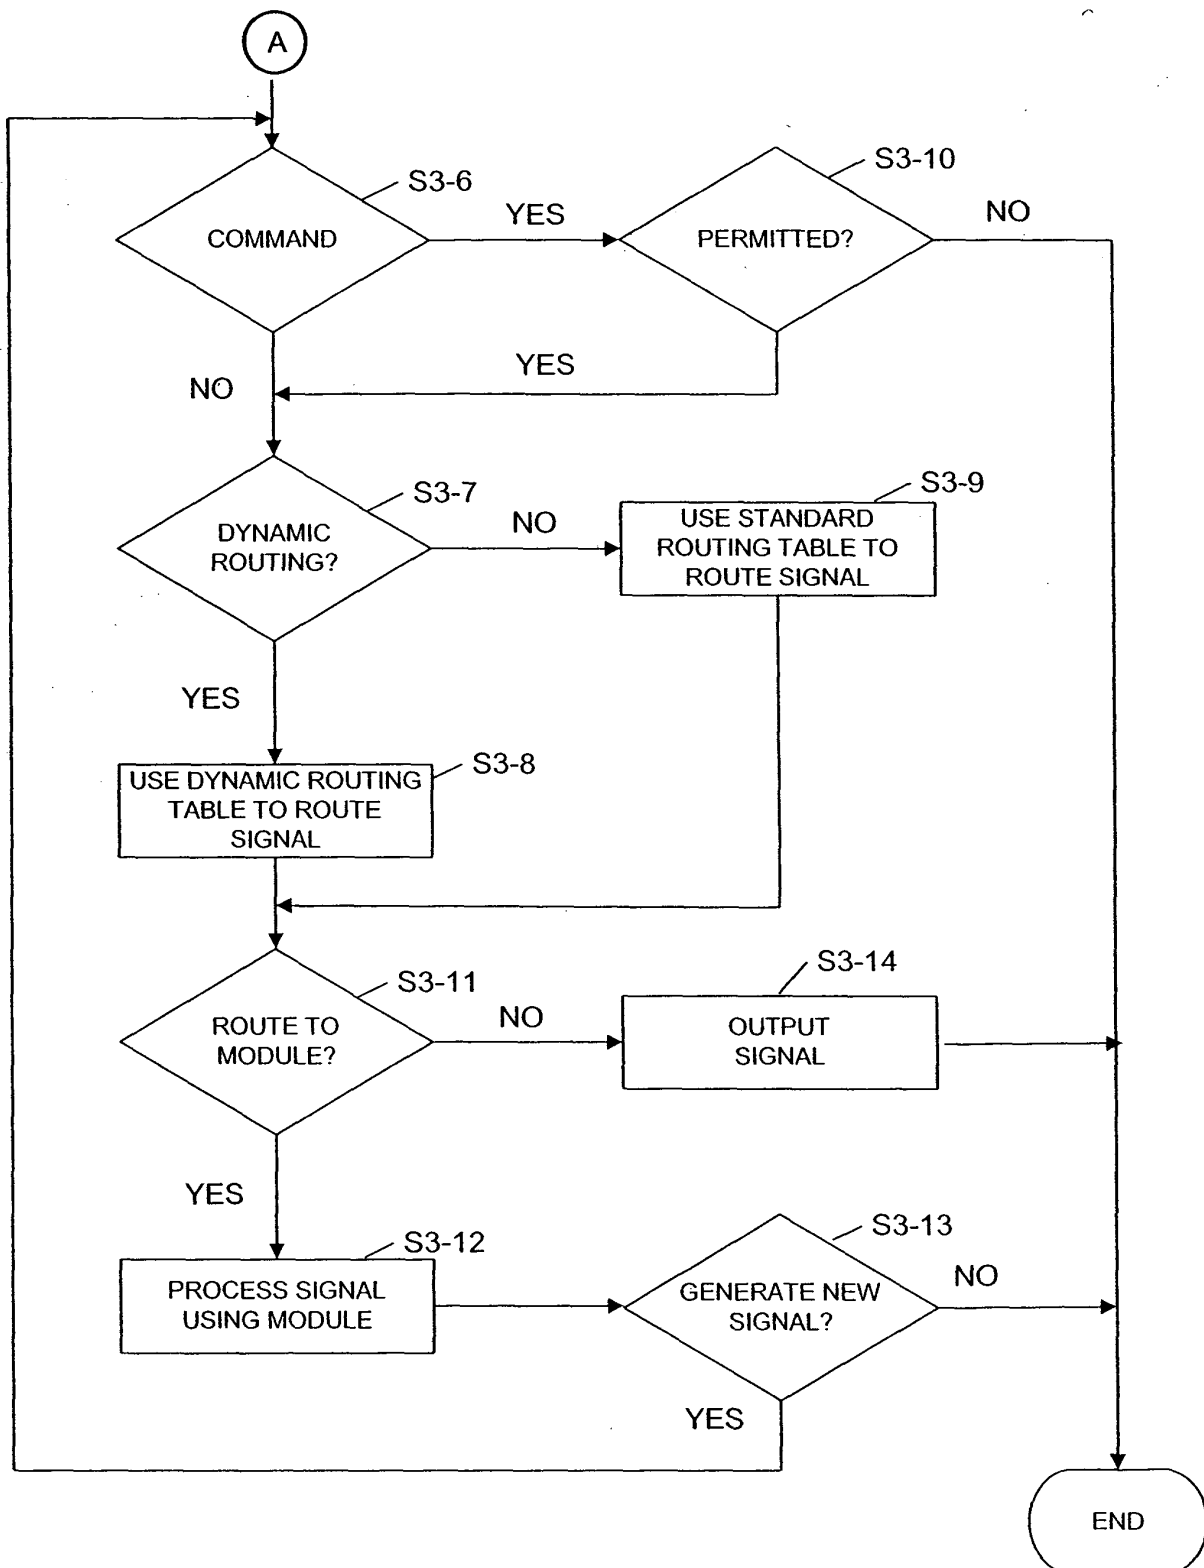 A
S3-6
S3-10
YES
NO
COMMAND
PERMITTED?
YES
NO
S3-7
S3-9
DYNAMIC
ROUTING?
NO
USE STANDARD
ROUTING TABLE TO
ROUTE SIGNAL
YES
S3-8
USE DYNAMIC ROUTING
TABLE TO ROUTE
SIGNAL
S3-11
S3-14
ROUTE TO
MODULE?
NO
OUTPUT
SIGNAL
YES
S3-12
S3-13
PROCESS SIGNAL
USING MODULE
GENERATE NEW
SIGNAL?
NO
YES
END